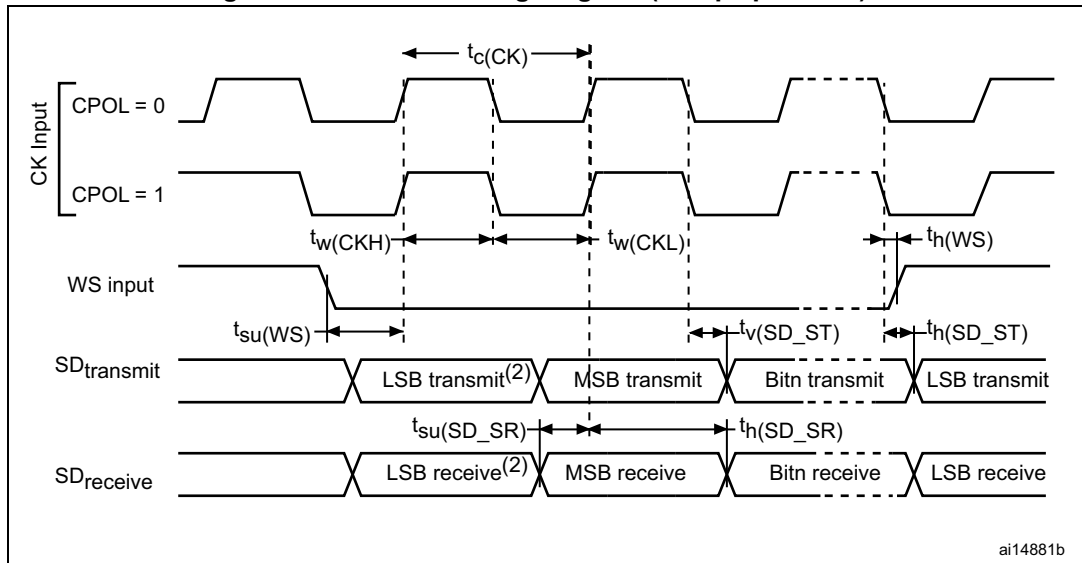 tc(CK)
CK Input
CPOL = 0
CPOL = 1
tw(CKH)
tw(CKL)
th(WS)
WS input
tsu(WS)
tv(SD_ST)
th(SD_ST)
SDtransmit
LSB transmit(2)
MSB transmit
Bitn transmit
LSB transmit
tsu(SD_SR)
th(SD_SR)
SDreceive
LSB receive(2)
MSB receive
Bitn receive
LSB receive
ai14881b